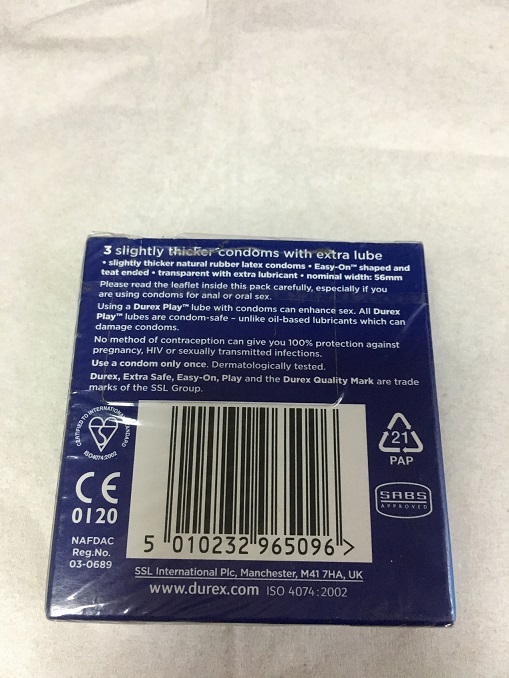 3 slightly thicker condoms with extra lube
• slightly thicker natural rubber latex condoms • Easy-On™ shaped and
teat ended • transparent with extra lubricant • nominal width: 56mm
Please read the leaflet inside this pack carefully, especially if you
are using condoms for anal or oral sex.
Using a Durex Play™ lube with condoms can enhance sex. All Durex
Play™ lubes are condom-safe – unlike oil-based lubricants which can
damage condoms.
No method of contraception can give you 100% protection against
pregnancy, HIV or sexually transmitted infections.
Use a condom only once. Dermatologically tested.
Durex, Extra Safe, Easy-On, Play and the Durex Quality Mark are trade
marks of the SSL Group.
CERTIFIED TO INTERNATIONAL STANDARD
ISO4074:2002
CE
0120
NAFDAC
Reg.No.
03-0689
5 010232 965096 >
21
PAP
SABS
APPROVED
SSL International Plc, Manchester, M41 7HA, UK
www.durex.com ISO 4074:2002